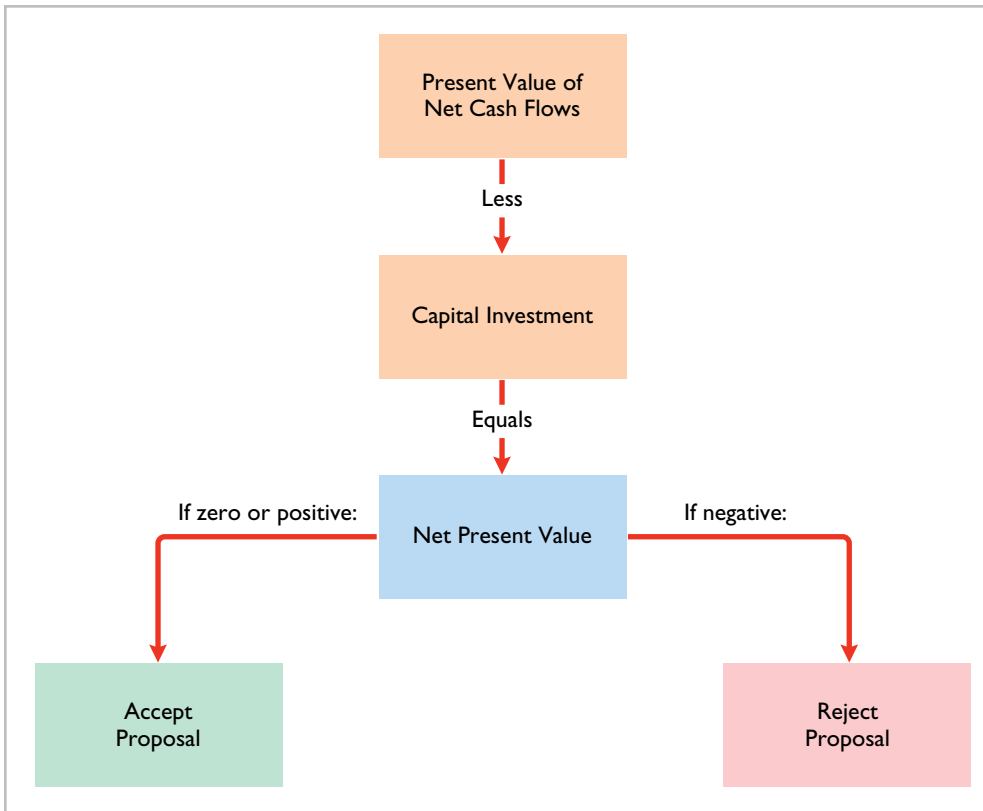 Present Value of
Net Cash Flows
Less
Capital Investment
Equals
If zero or positive:
Net Present Value
If negative:
Accept
Proposal
Reject
Proposal